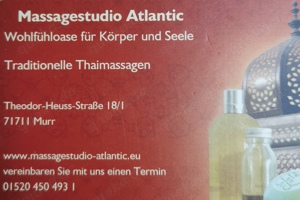 Massagestudio Atlantic
Wohlfühloase für Körper und Seele
Traditionelle Thaimassagen
Theodor-Heuss-Straße 18/1
71711 Murr
www.massagestudio-atlantic.eu
vereinbaren Sie mit uns einen Termin
01520 450 493 1